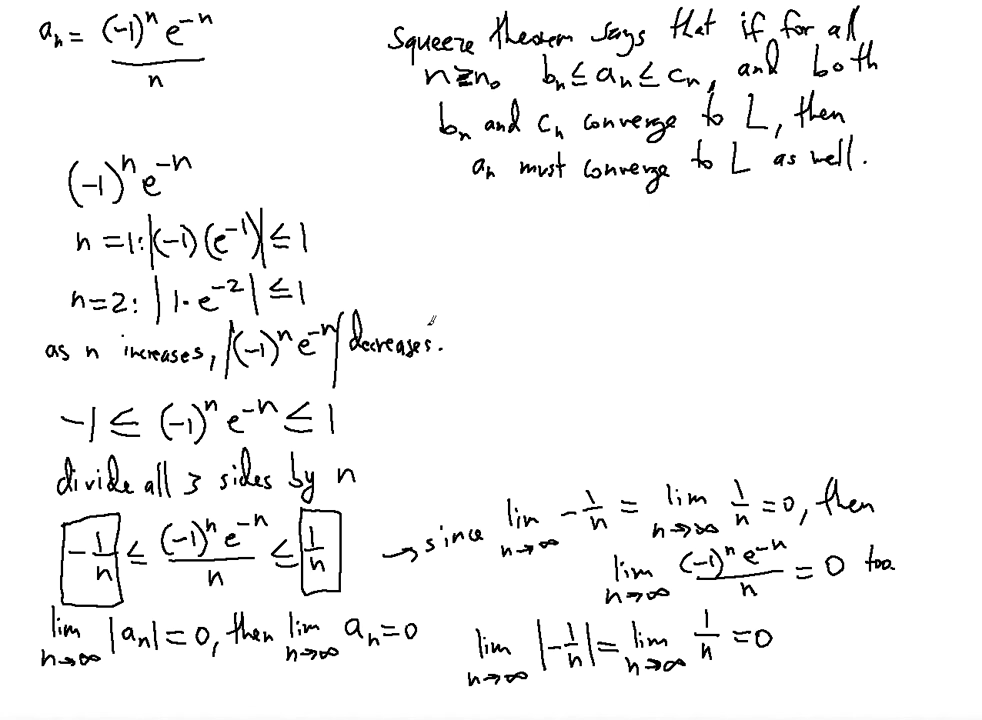 aₙ = (-1)ⁿ e⁻ⁿ / n
Squeeze theorem says that if for all
n ≥ n₀ bₙ ≤ aₙ ≤ cₙ, and both
bₙ and cₙ converge to L, then
aₙ must converge to L as well.
(-1)ⁿ e⁻ⁿ
n = 1: |(-1)(e⁻¹)| ≤ 1
n = 2: |1 · e⁻²| ≤ 1
as n increases, |(-1)ⁿ e⁻ⁿ| decreases.
-1 ≤ (-1)ⁿ e⁻ⁿ ≤ 1
divide all 3 sides by n
-1/n ≤ (-1)ⁿ e⁻ⁿ / n ≤ 1/n
→ since lim n→∞ -1/n = lim n→∞ 1/n = 0, then
lim n→∞ (-1)ⁿ e⁻ⁿ / n = 0 too
lim n→∞ |aₙ| = 0, then lim n→∞ aₙ = 0
lim n→∞ |-1/n| = lim n→∞ 1/n = 0